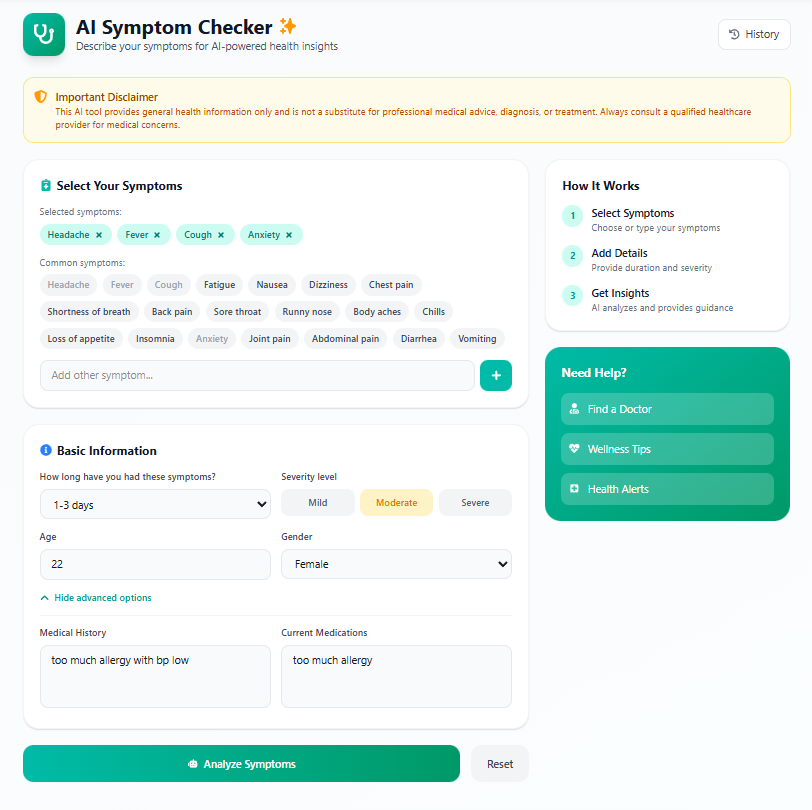 AI Symptom Checker ✨
Describe your symptoms for AI-powered health insights
History
Important Disclaimer
This AI tool provides general health information only and is not a substitute for professional medical advice, diagnosis, or treatment. Always consult a qualified healthcare
provider for medical concerns.
Select Your Symptoms
Selected symptoms:
Headache × Fever × Cough × Anxiety ×
Common symptoms:
Headache Fever Cough Fatigue Nausea Dizziness Chest pain
Shortness of breath Back pain Sore throat Runny nose Body aches Chills
Loss of appetite Insomnia Anxiety Joint pain Abdominal pain Diarrhea Vomiting
Add other symptom...
+
Basic Information
How long have you had these symptoms?
1-3 days
Severity level
Mild Moderate Severe
Age
22
Gender
Female
Hide advanced options
Medical History
too much allergy with bp low
Current Medications
too much allergy
Analyze Symptoms
Reset
How It Works
1 Select Symptoms
Choose or type your symptoms
2 Add Details
Provide duration and severity
3 Get Insights
AI analyzes and provides guidance
Need Help?
Find a Doctor
Wellness Tips
Health Alerts